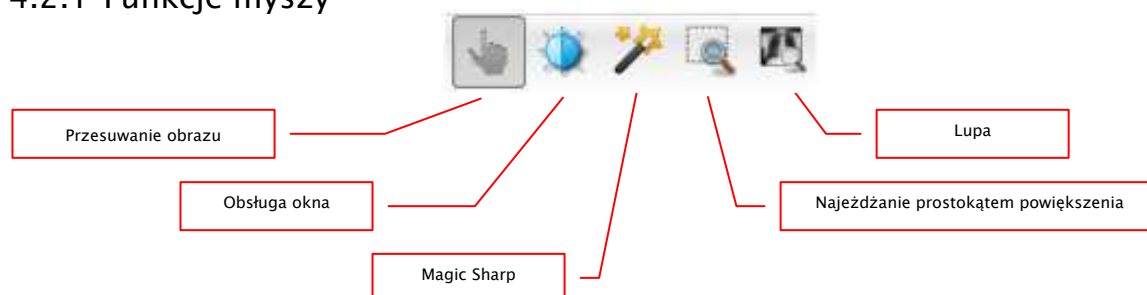 4.2.1 Funkcje myszy
Przesuwanie obrazu
Lupa
Obsługa okna
Najeżdżanie prostokątem powiększenia
Magic Sharp